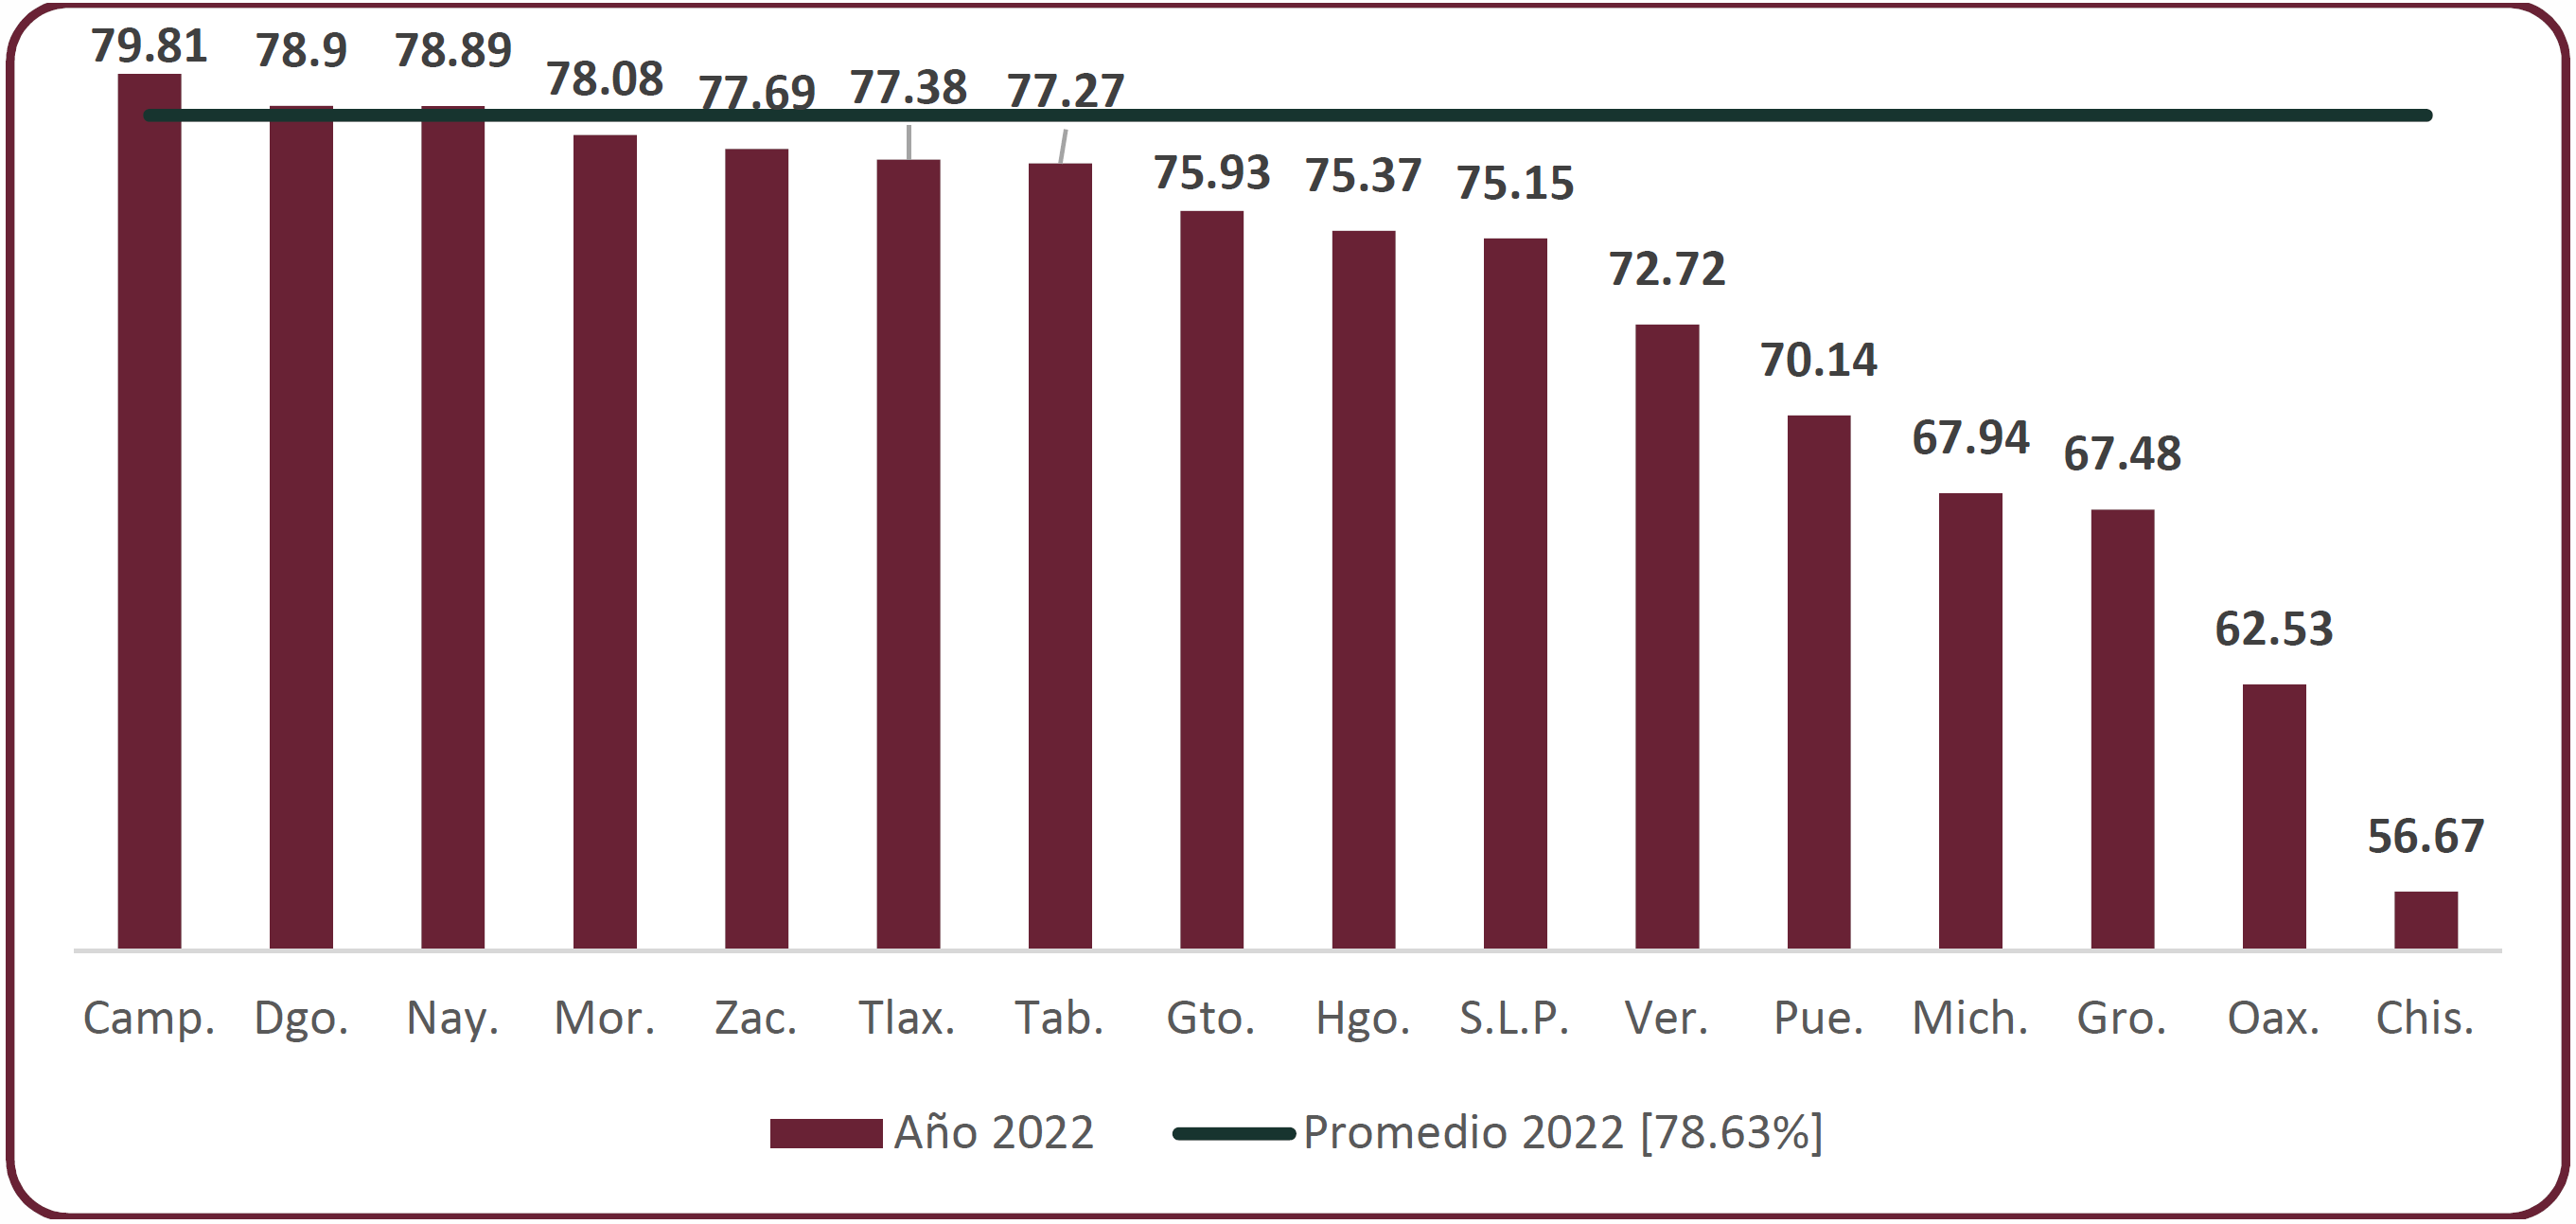 79.81 78.9 78.89 78.08 77.69 77.38 77.27 75.93 75.37 75.15 72.72 70.14 67.94 67.48 62.53 56.67
Camp. Dgo. Nay. Mor. Zac. Tlax. Tab. Gto. Hgo. S.L.P. Ver. Pue. Mich. Gro. Oax. Chis.
Año 2022 Promedio 2022 [78.63%]